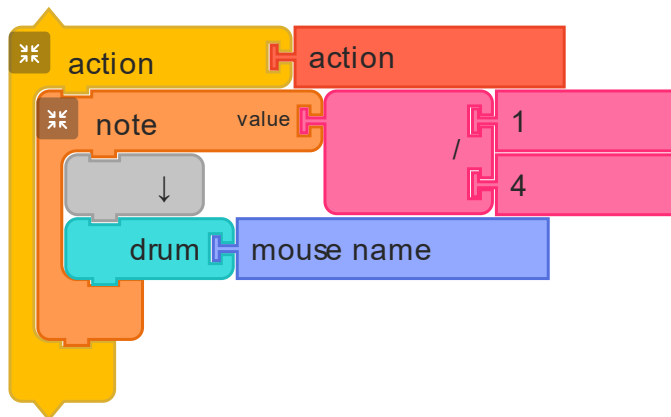 action action
note value / 1
4
↓
drum mouse name